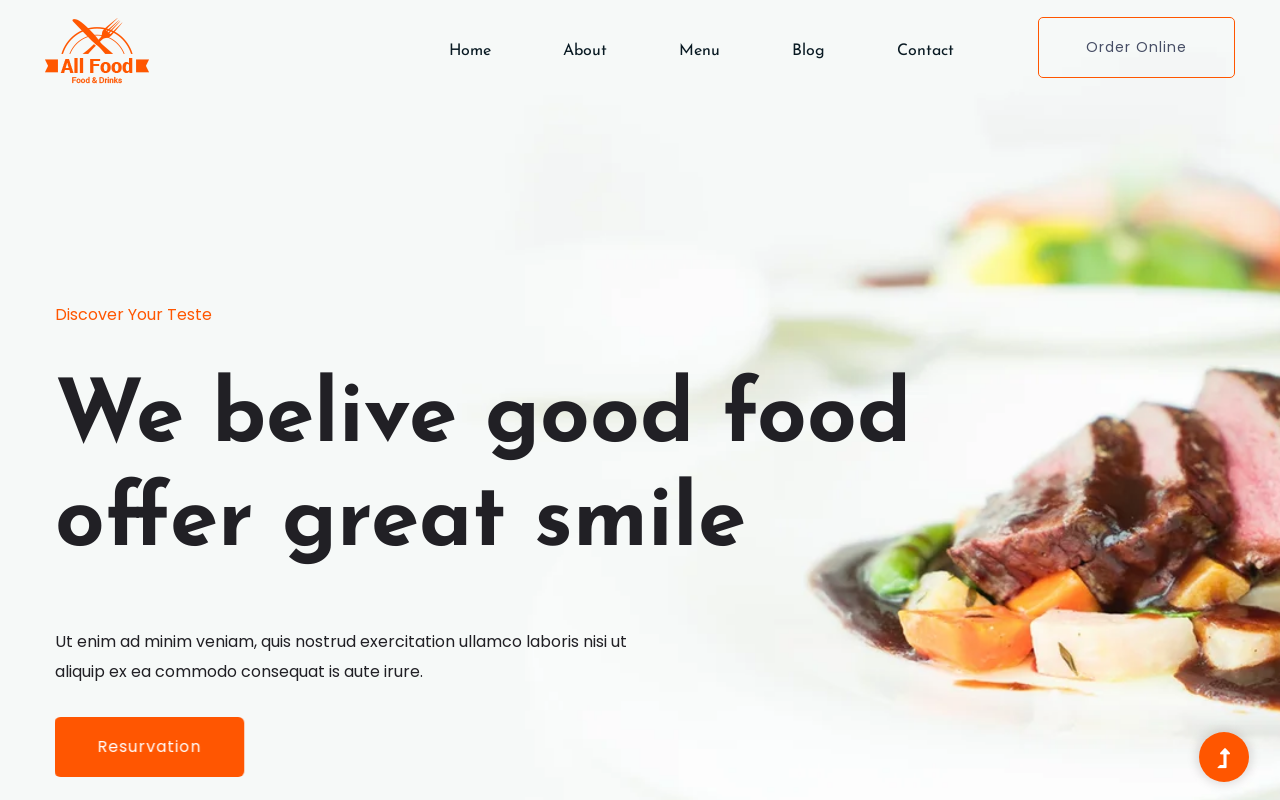 All Food
Food & Drinks
Home
About
Menu
Blog
Contact
Order Online
Discover Your Teste
We belive good food
offer great smile
Ut enim ad minim veniam, quis nostrud exercitation ullamco laboris nisi ut
aliquip ex ea commodo consequat is aute irure.
Resurvation